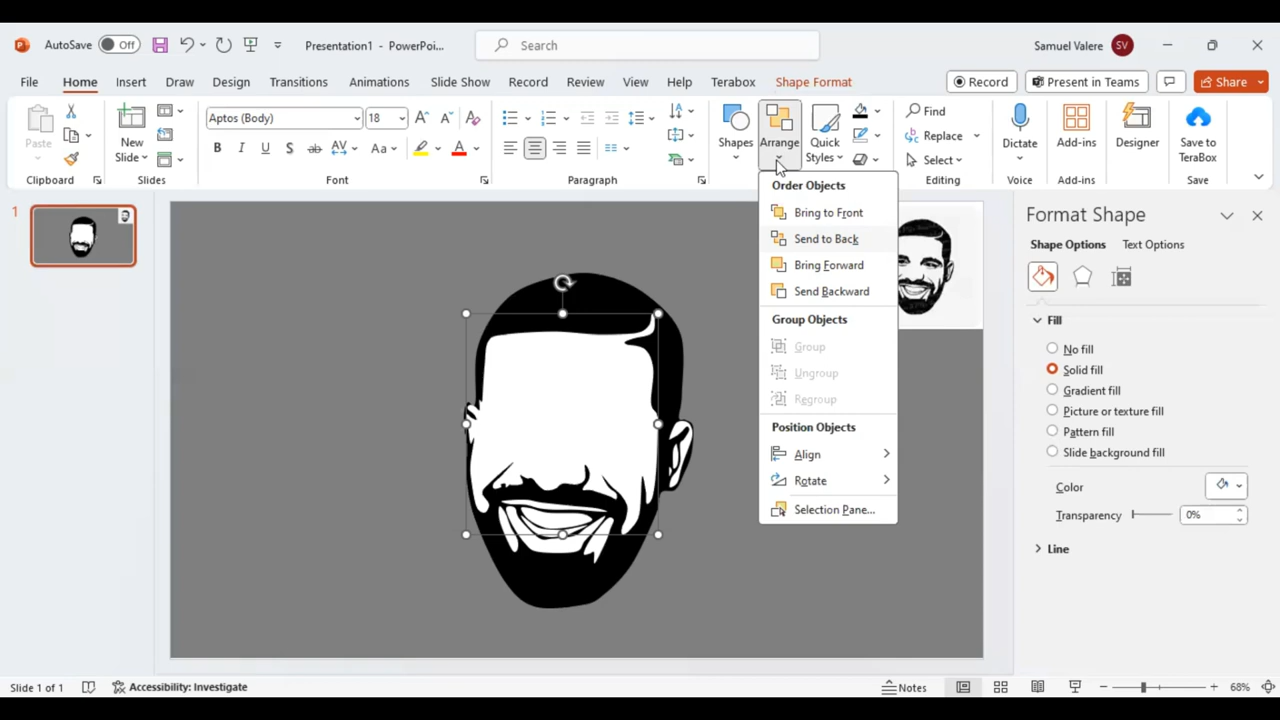 AutoSave Off Presentation1 - PowerPoi... Search Samuel Valere SV
File Home Insert Draw Design Transitions Animations Slide Show Record Review View Help Terabox Shape Format Record Present in Teams Share
Paste New Slide Aptos (Body) 18 A A A Shapes Arrange Quick Styles Find Replace Select Dictate Add-ins Designer Save to TeraBox
B I U S ab AV Aa A
Clipboard Slides Font Paragraph Editing Voice Add-ins Save
Order Objects
Bring to Front
Send to Back
Bring Forward
Send Backward
Group Objects
Group
Ungroup
Regroup
Position Objects
Align
Rotate
Selection Pane...
1
Format Shape
Shape Options Text Options
Fill
No fill
Solid fill
Gradient fill
Picture or texture fill
Pattern fill
Slide background fill
Color
Transparency 0%
Line
Slide 1 of 1 Accessibility: Investigate Notes 68%